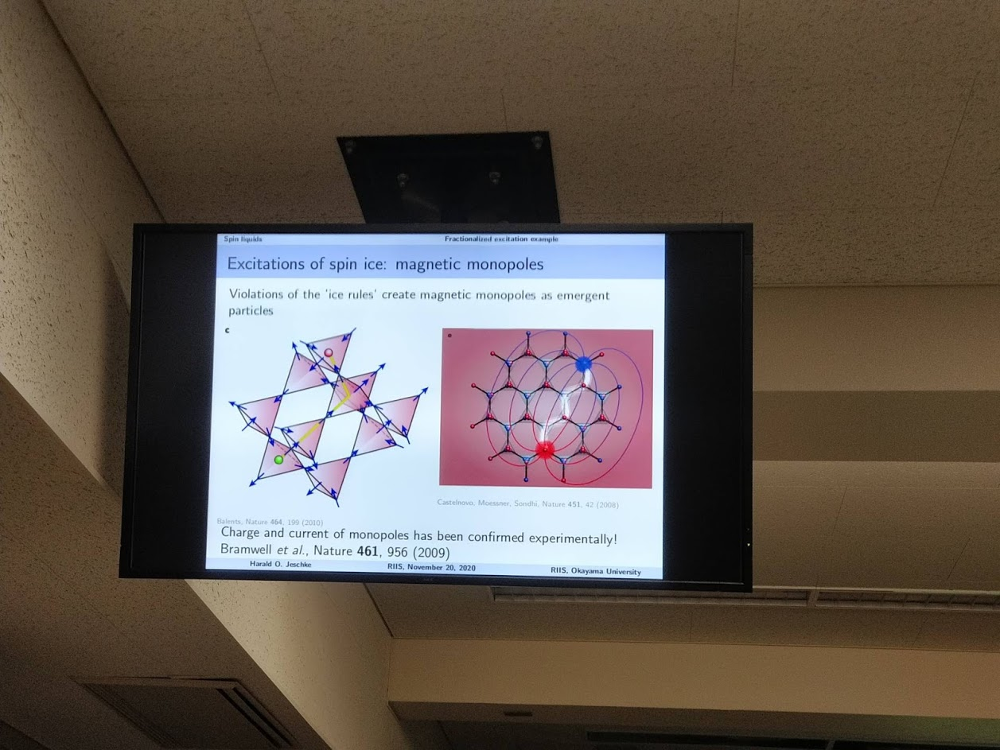 Spin liquids
Fractionalized excitation example
Excitations of spin ice: magnetic monopoles
Violations of the 'ice rules' create magnetic monopoles as emergent
particles
c
e
Castelnovo, Moessner, Sondhi, Nature 451, 42 (2008)
Balents, Nature 464, 199 (2010)
Charge and current of monopoles has been confirmed experimentally!
Bramwell et al., Nature 461, 956 (2009)
Harald O. Jeschke
RIIS, November 20, 2020
RIIS, Okayama University